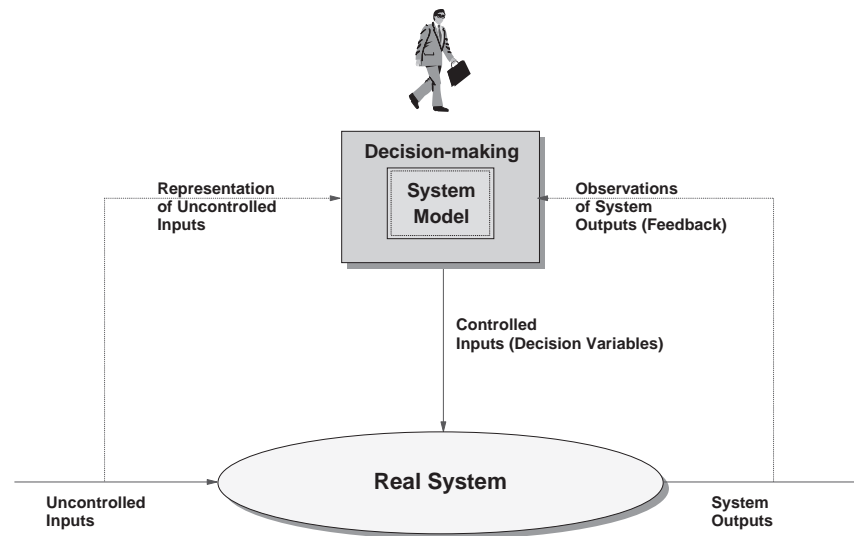 Decision-making
System
Model
Representation
of Uncontrolled
Inputs
Observations
of System
Outputs (Feedback)
Controlled
Inputs (Decision Variables)
Real System
Uncontrolled
Inputs
System
Outputs